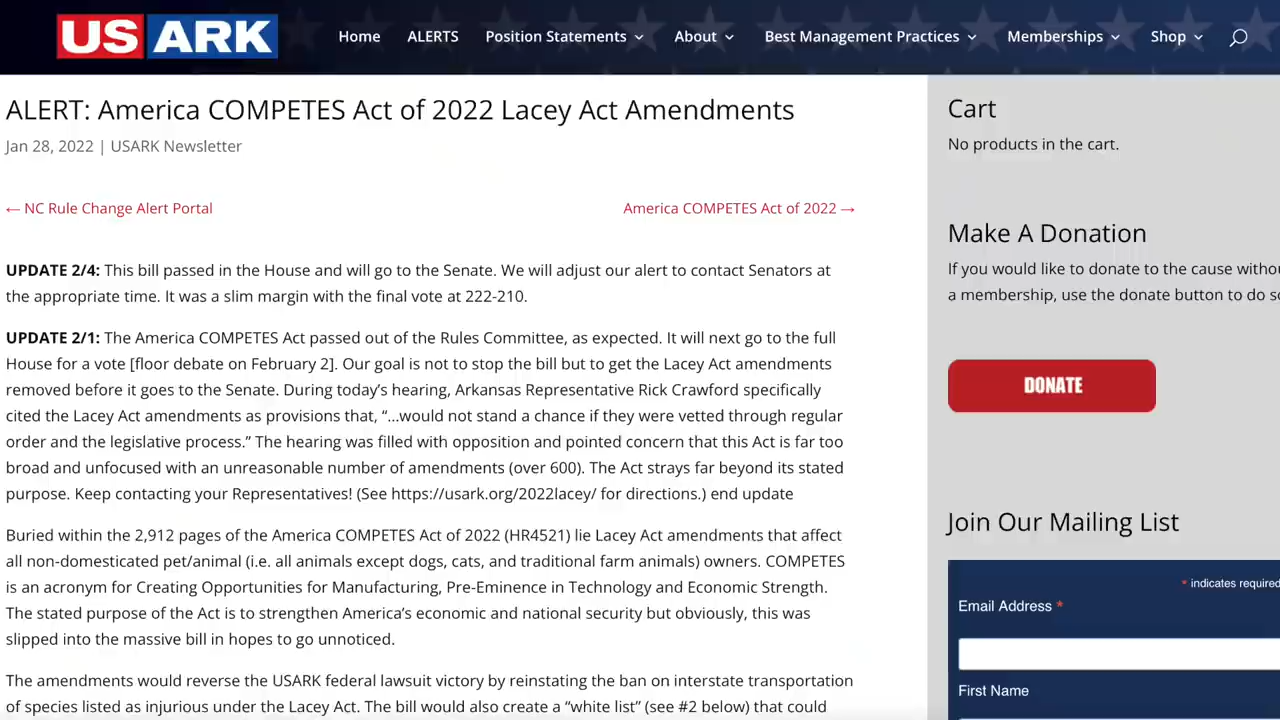 US ARK
Home ALERTS Position Statements About Best Management Practices Memberships Shop
ALERT: America COMPETES Act of 2022 Lacey Act Amendments
Jan 28, 2022 | USARK Newsletter
← NC Rule Change Alert Portal
America COMPETES Act of 2022 →
UPDATE 2/4: This bill passed in the House and will go to the Senate. We will adjust our alert to contact Senators at
the appropriate time. It was a slim margin with the final vote at 222-210.
UPDATE 2/1: The America COMPETES Act passed out of the Rules Committee, as expected. It will next go to the full
House for a vote [floor debate on February 2]. Our goal is not to stop the bill but to get the Lacey Act amendments
removed before it goes to the Senate. During today’s hearing, Arkansas Representative Rick Crawford specifically
cited the Lacey Act amendments as provisions that, “…would not stand a chance if they were vetted through regular
order and the legislative process.” The hearing was filled with opposition and pointed concern that this Act is far too
broad and unfocused with an unreasonable number of amendments (over 600). The Act strays far beyond its stated
purpose. Keep contacting your Representatives! (See https://usark.org/2022lacey/ for directions.) end update
Buried within the 2,912 pages of the America COMPETES Act of 2022 (HR4521) lie Lacey Act amendments that affect
all non-domesticated pet/animal (i.e. all animals except dogs, cats, and traditional farm animals) owners. COMPETES
is an acronym for Creating Opportunities for Manufacturing, Pre-Eminence in Technology and Economic Strength.
The stated purpose of the Act is to strengthen America’s economic and national security but obviously, this was
slipped into the massive bill in hopes to go unnoticed.
The amendments would reverse the USARK federal lawsuit victory by reinstating the ban on interstate transportation
of species listed as injurious under the Lacey Act. The bill would also create a “white list” (see #2 below) that could
Cart
No products in the cart.
Make A Donation
If you would like to donate to the cause
a membership, use the donate button to do
DONATE
Join Our Mailing List
* indicates required
Email Address *
First Name